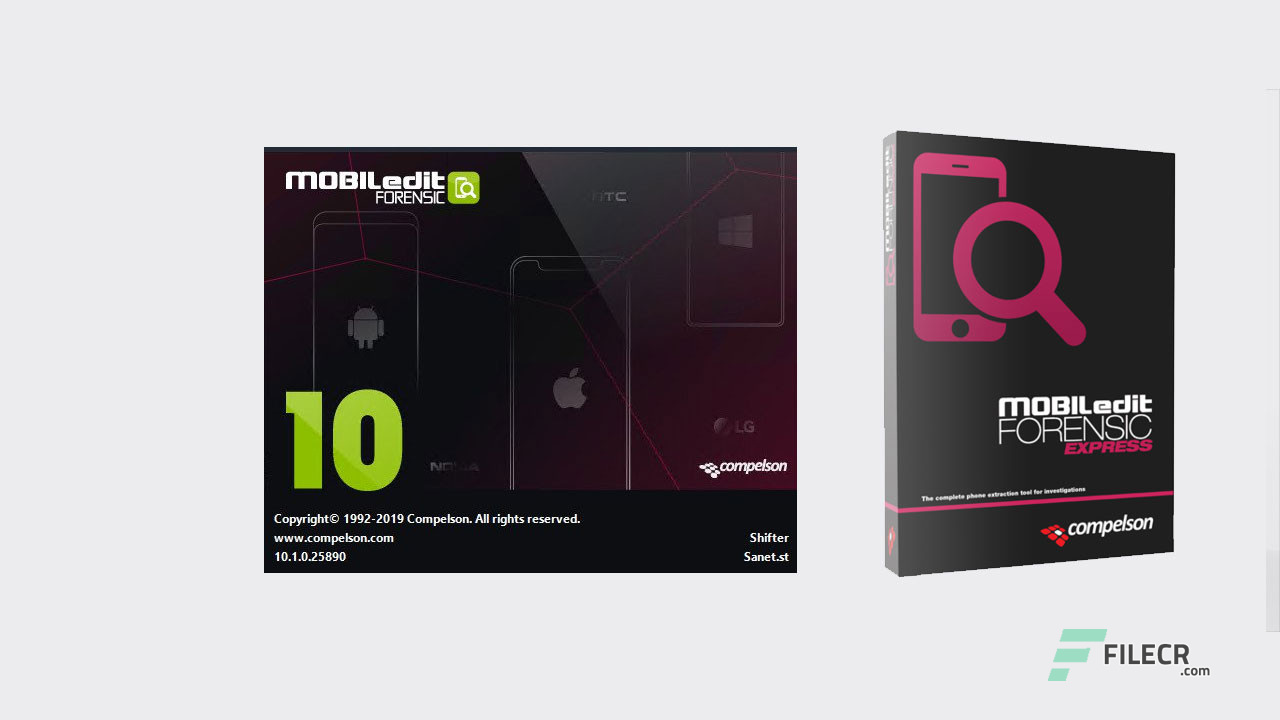 MOBILedit
FORENSIC
HTC
LG
NOKIA
compelson
10
Copyright© 1992-2019 Compelson. All rights reserved.
www.compelson.com
Shifter
10.1.0.25890
Sanet.st
MOBILedit
FORENSIC
EXPRESS
The complete phone extraction tool for investigations
compelson
FILECR
.com